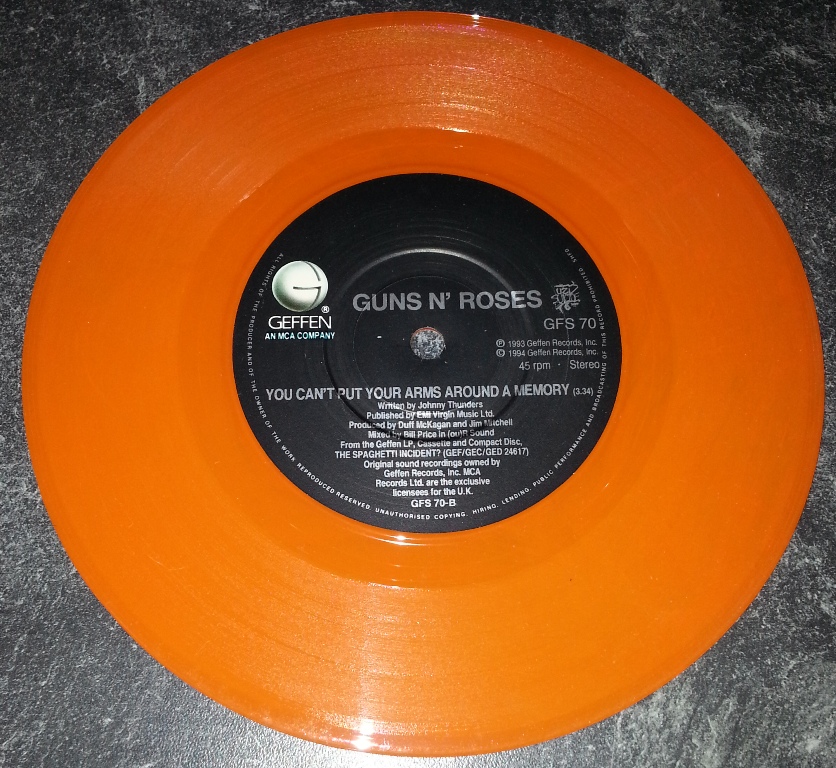 GUNS N' ROSES
G
®
GEFFEN
AN MCA COMPANY
GFS 70
Ⓟ 1993 Geffen Records, Inc.
© 1994 Geffen Records, Inc.
45 rpm · Stereo
YOU CAN'T PUT YOUR ARMS AROUND A MEMORY (3.34)
Written by Johnny Thunders
Published by EMI Virgin Music Ltd.
Produced by Duff McKagan and Jim Mitchell
Mixed by Bill Price in (out)R Sound
From the Geffen LP, Cassette and Compact Disc,
THE SPAGHETTI INCIDENT? (GEF/GEC/GED 24617)
Original sound recordings owned by
Geffen Records, Inc. MCA
Records Ltd. are the exclusive
licensees for the U.K.
GFS 70-B
ALL RIGHTS OF THE PRODUCER AND OF THE OWNER OF THE WORK REPRODUCED RESERVED. UNAUTHORISED COPYING, HIRING, LENDING, PUBLIC PERFORMANCE AND BROADCASTING OF THIS RECORD PROHIBITED.